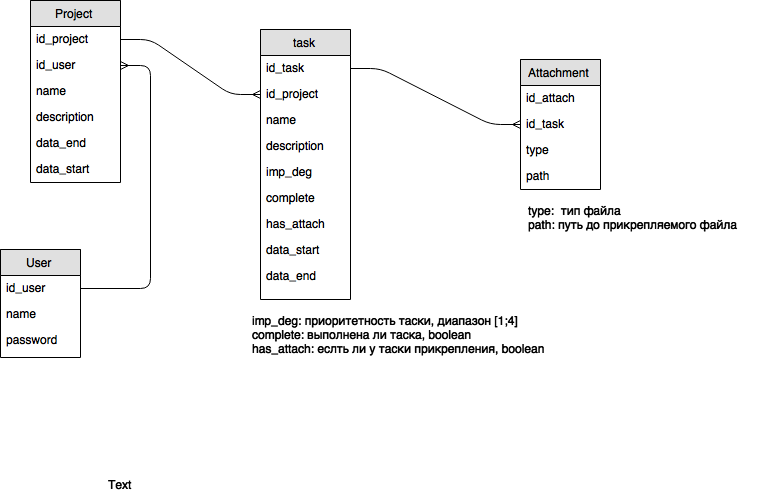 Project
id_project
id_user
name
description
data_end
data_start
task
id_task
id_project
name
description
imp_deg
complete
has_attach
data_start
data_end
Attachment
id_attach
id_task
type
path
type:  тип файла
path: путь до прикрепляемого файла
User
id_user
name
password
imp_deg: приоритетность таски, диапазон [1;4]
complete: выполнена ли таска, boolean
has_attach: еслть ли у таски прикрепления, boolean
Text